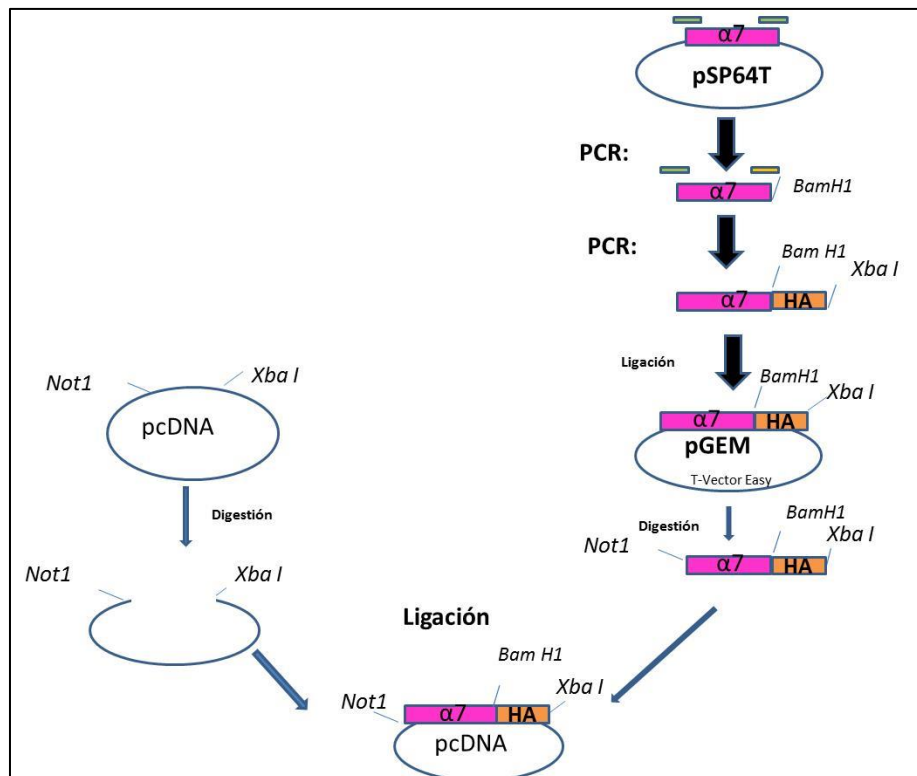 α7
pSP64T
PCR:
α7
BamH1
PCR:
Bam H1
Xba I
α7
HA
Ligación
BamH1
Xba I
α7
HA
pGEM
T-Vector Easy
Digestión
BamH1
Not1
Xba I
α7
HA
Not1
Xba I
pcDNA
Digestión
Not1
Xba I
Ligación
Bam H1
Not1
Xba I
α7
HA
pcDNA